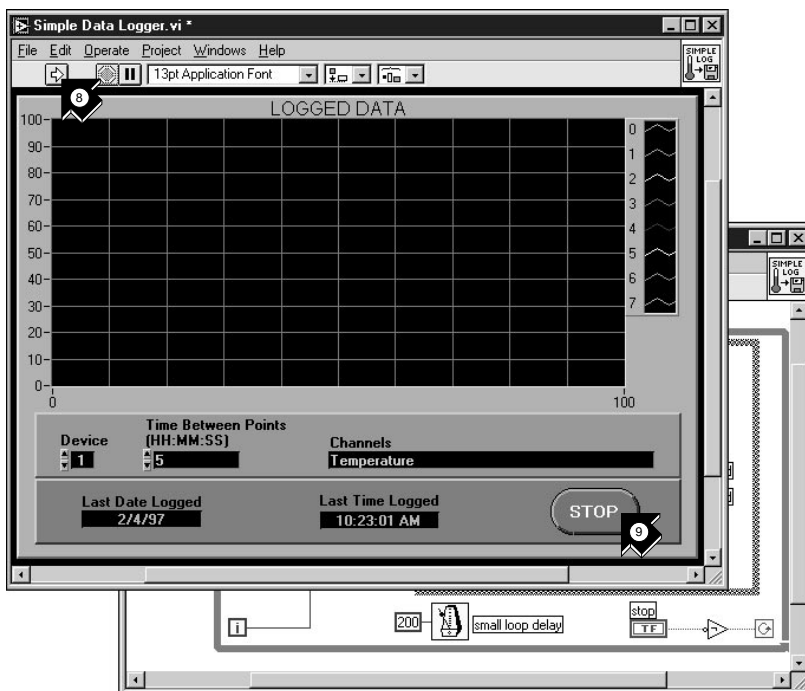 Simple Data Logger.vi *
File Edit Operate Project Windows Help
13pt Application Font
SIMPLE
LOG
8
LOGGED DATA
100
90
80
70
60
50
40
30
20
10
0
0
100
0
1
2
3
4
5
6
7
Device
1
Time Between Points
(HH:MM:SS)
5
Channels
Temperature
Last Date Logged
2/4/97
Last Time Logged
10:23:01 AM
STOP
9
SIMPLE
LOG
i
200
small loop delay
stop
TF